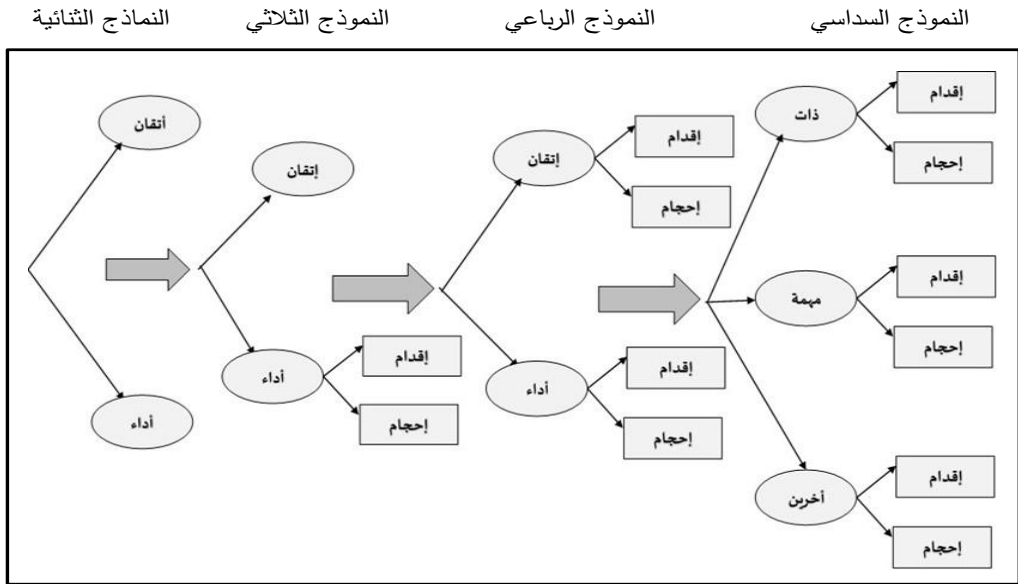 النماذج الثنائية
النموذج الثلاثي
النموذج الرباعي
النموذج السداسي
أتقان
أداء
إتقان
أداء
إقدام
إحجام
إتقان
إقدام
إحجام
أداء
إقدام
إحجام
ذات
إقدام
إحجام
مهمة
إقدام
إحجام
أخرين
إقدام
إحجام